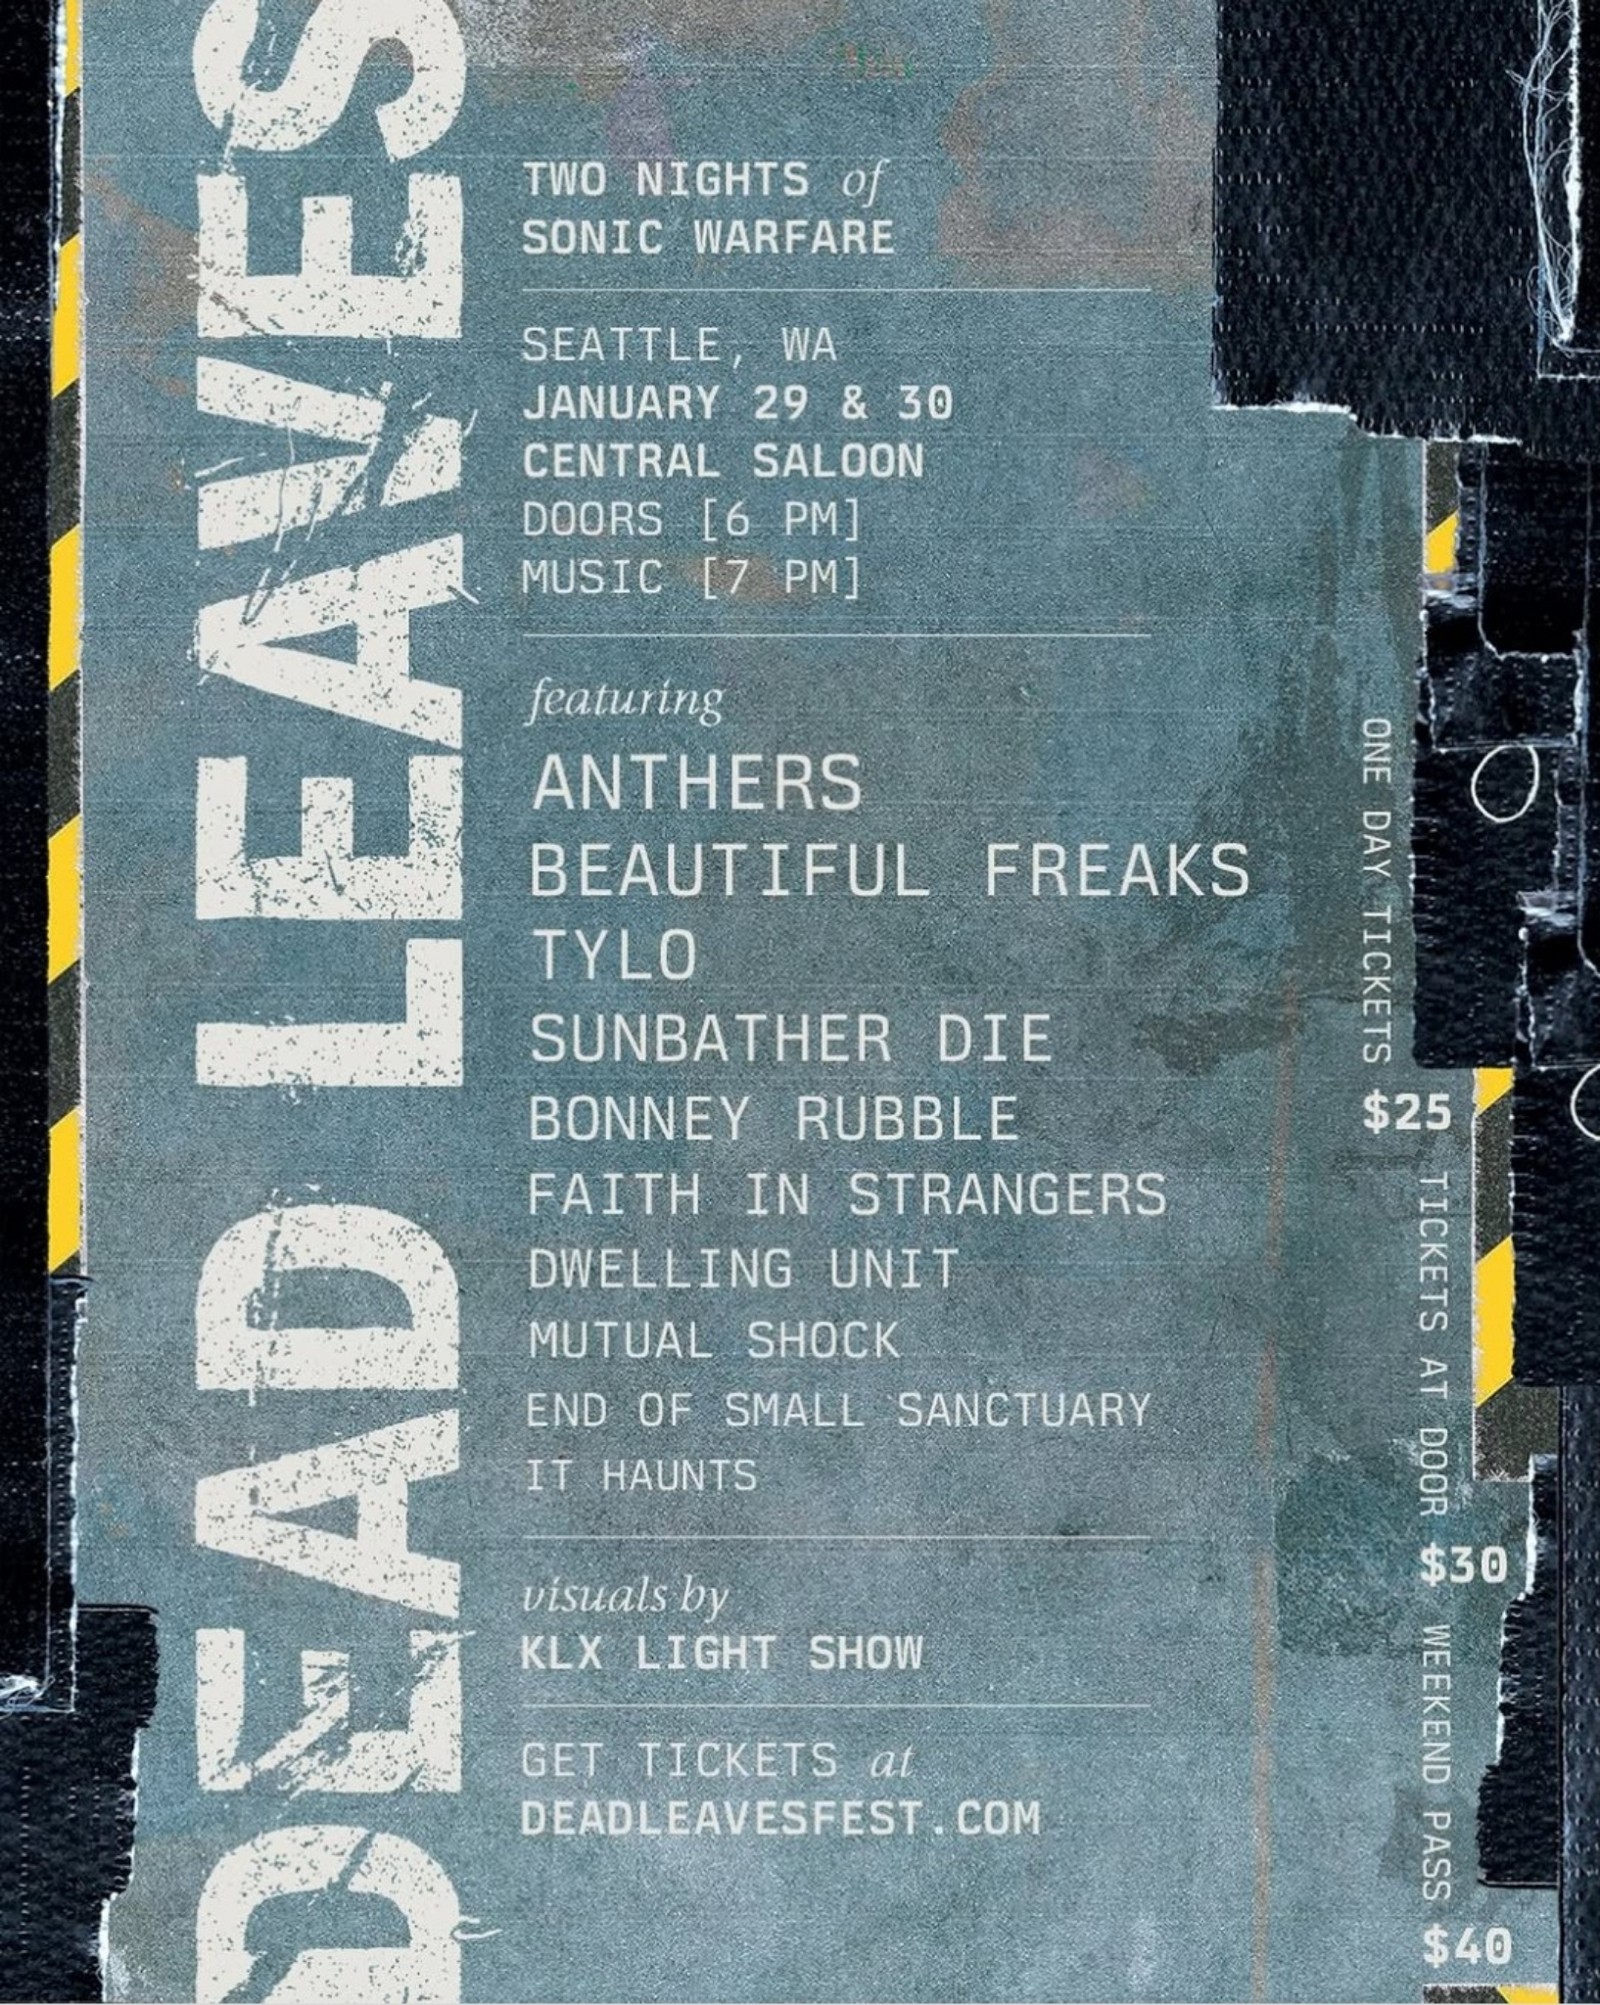 DEAD LEAVES
TWO NIGHTS of
SONIC WARFARE
SEATTLE, WA
JANUARY 29 & 30
CENTRAL SALOON
DOORS [6 PM]
MUSIC [7 PM]
featuring
ANTHERS
BEAUTIFUL FREAKS
TYLO
SUNBATHER DIE
BONNEY RUBBLE
FAITH IN STRANGERS
DWELLING UNIT
MUTUAL SHOCK
END OF SMALL SANCTUARY
IT HAUNTS
visuals by
KLX LIGHT SHOW
GET TICKETS at
DEADLEAVESFEST.COM
ONE DAY TICKETS
$25
TICKETS AT DOOR
$30
WEEKEND PASS
$40